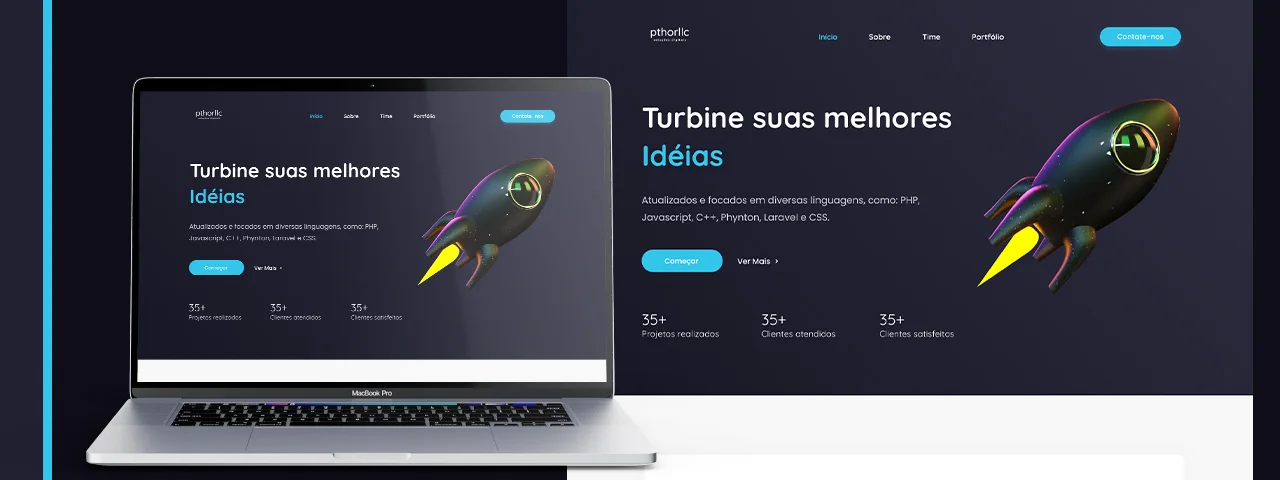 pthorllc
soluções digitais
Início
Sobre
Time
Portfólio
Contate-nos
Turbine suas melhores
Idéias
Atualizados e focados em diversas linguagens, como: PHP,
Javascript, C++, Phynton, Laravel e CSS.
Começar
Ver Mais >
35+
Projetos realizados
35+
Clientes atendidos
35+
Clientes satisfeitos
MacBook Pro
pthorllc
Início
Sobre
Time
Portfólio
Contate-nos
Turbine suas melhores
Idéias
Atualizados e focados em diversas linguagens, como: PHP,
Javascript, C++, Phynton, Laravel e CSS.
Começar
Ver Mais >
35+
Projetos realizados
35+
Clientes atendidos
35+
Clientes satisfeitos